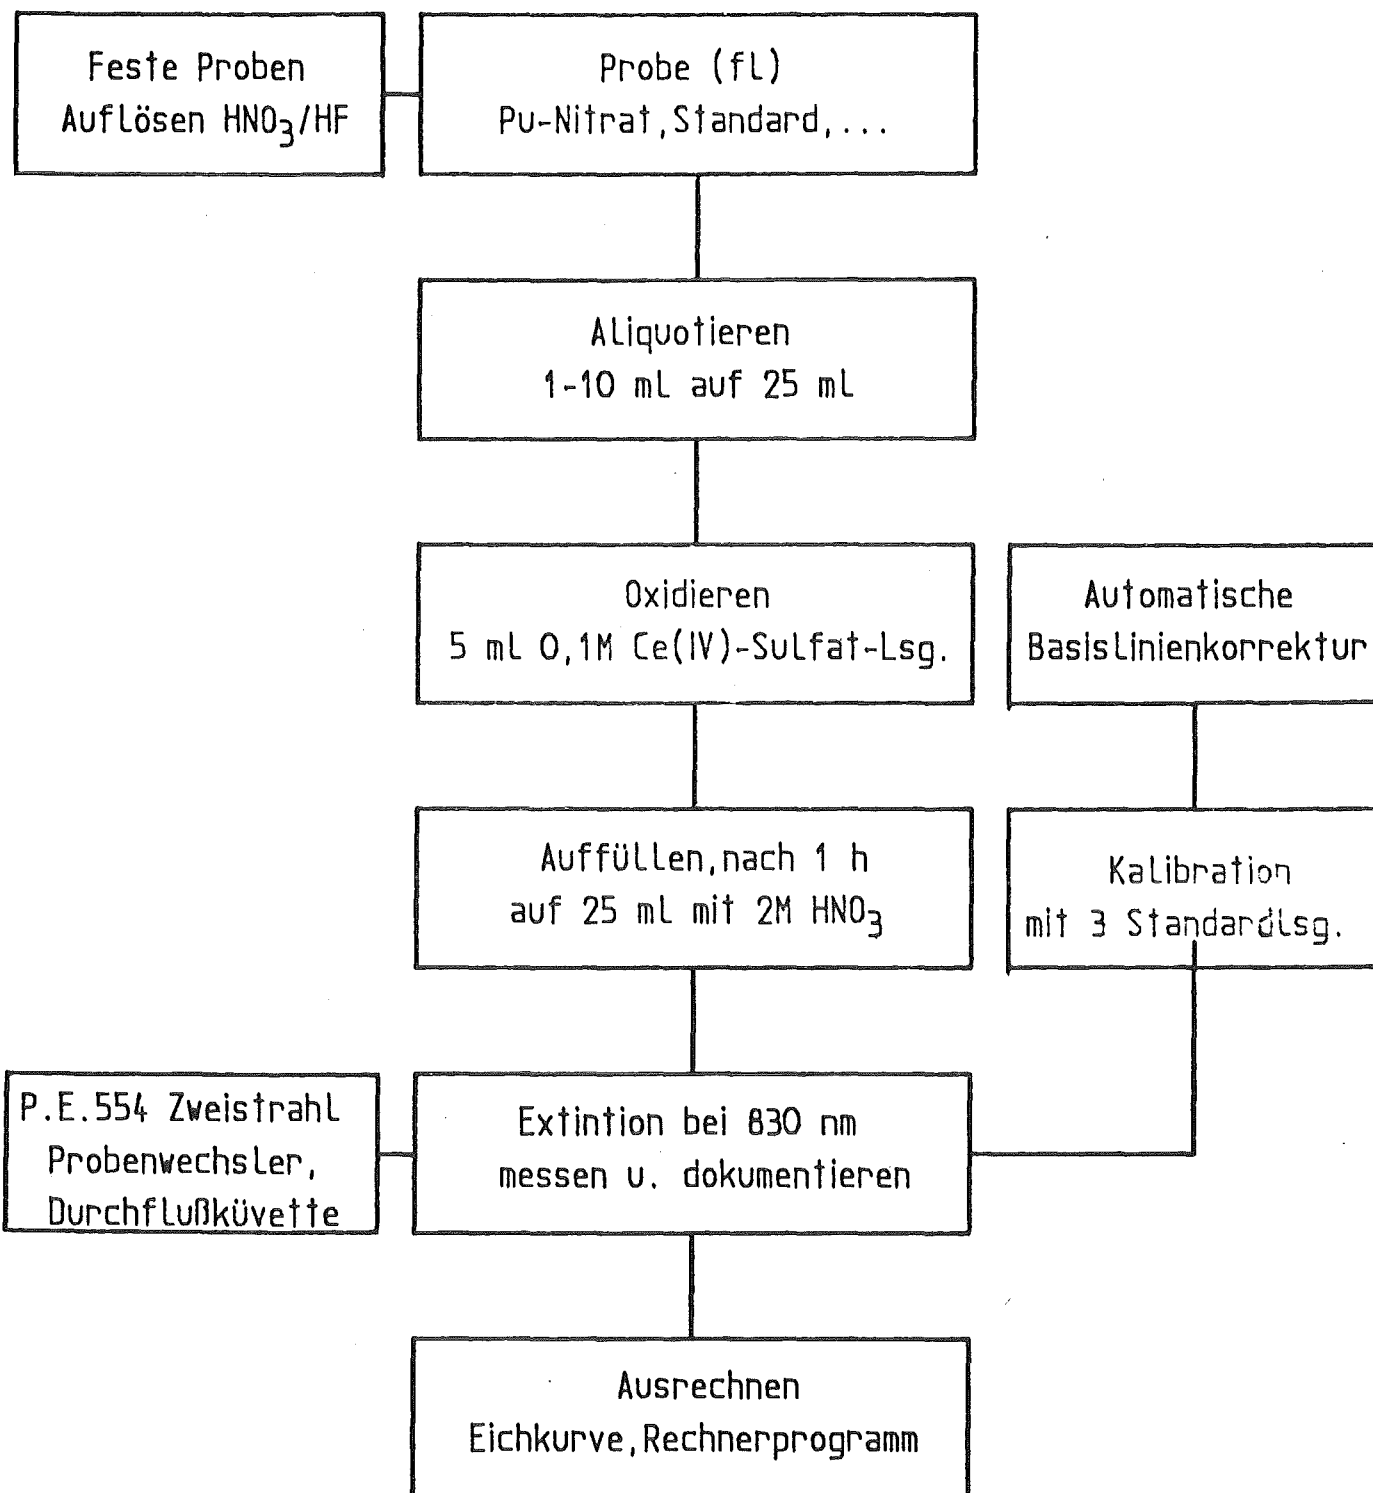 Feste Proben
Auflösen HNO₃/HF
Probe (fl)
Pu-Nitrat, Standard, ...
Aliquotieren
1-10 ml auf 25 ml
Oxidieren
5 ml 0,1M Ce(IV)-Sulfat-Lsg.
Automatische
Basislinienkorrektur
Auffüllen, nach 1 h
auf 25 ml mit 2M HNO₃
Kalibration
mit 3 Standardlsg.
P.E.554 Zweistrahl
Probenwechsler,
Durchflußküvette
Extintion bei 830 nm
messen u. dokumentieren
Ausrechnen
Eichkurve, Rechnerprogramm